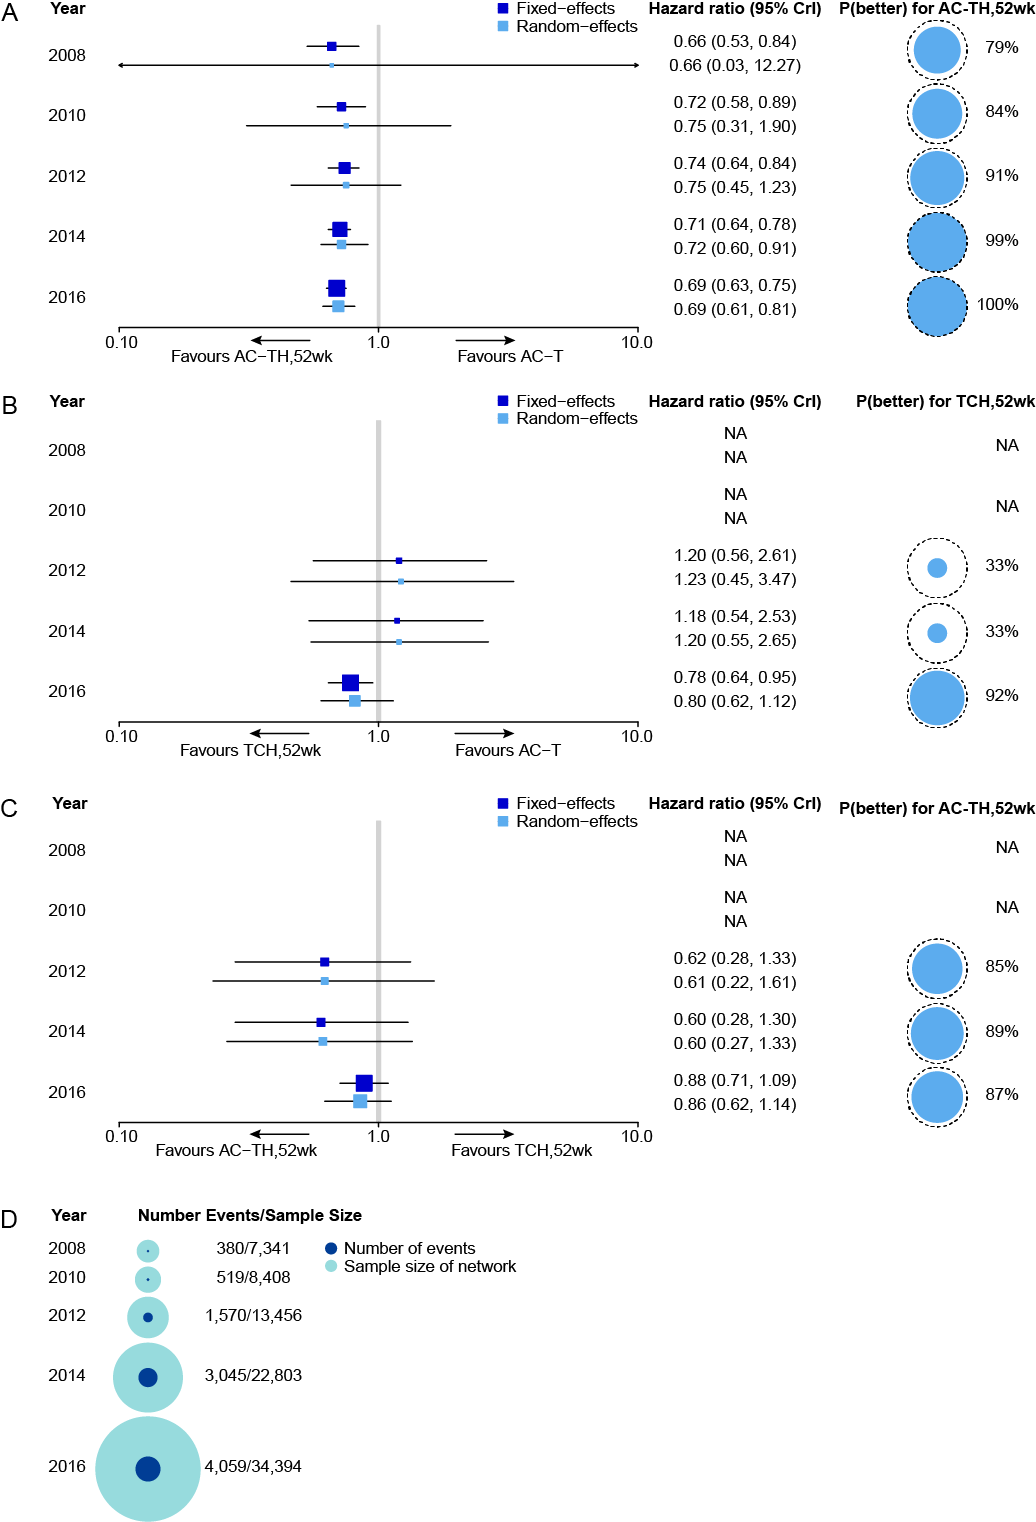 A
Year
Fixed−effects
Random−effects
Hazard ratio (95% CrI)
P(better) for AC-TH,52wk
2008
0.66 (0.53, 0.84)
0.66 (0.03, 12.27)
79%
2010
0.72 (0.58, 0.89)
0.75 (0.31, 1.90)
84%
2012
0.74 (0.64, 0.84)
0.75 (0.45, 1.23)
91%
2014
0.71 (0.64, 0.78)
0.72 (0.60, 0.91)
99%
2016
0.69 (0.63, 0.75)
0.69 (0.61, 0.81)
100%
0.10 1.0 10.0
Favours AC−TH,52wk Favours AC−T
B
Year
Fixed−effects
Random−effects
Hazard ratio (95% CrI)
P(better) for TCH,52wk
2008
NA
NA
NA
2010
NA
NA
NA
2012
1.20 (0.56, 2.61)
1.23 (0.45, 3.47)
33%
2014
1.18 (0.54, 2.53)
1.20 (0.55, 2.65)
33%
2016
0.78 (0.64, 0.95)
0.80 (0.62, 1.12)
92%
0.10 1.0 10.0
Favours TCH,52wk Favours AC−T
C
Year
Fixed−effects
Random−effects
Hazard ratio (95% CrI)
P(better) for AC-TH,52wk
2008
NA
NA
NA
2010
NA
NA
NA
2012
0.62 (0.28, 1.33)
0.61 (0.22, 1.61)
85%
2014
0.60 (0.28, 1.30)
0.60 (0.27, 1.33)
89%
2016
0.88 (0.71, 1.09)
0.86 (0.62, 1.14)
87%
0.10 1.0 10.0
Favours AC−TH,52wk Favours TCH,52wk
D
Year Number Events/Sample Size
2008 380/7,341
Number of events
Sample size of network
2010 519/8,408
2012 1,570/13,456
2014 3,045/22,803
2016 4,059/34,394